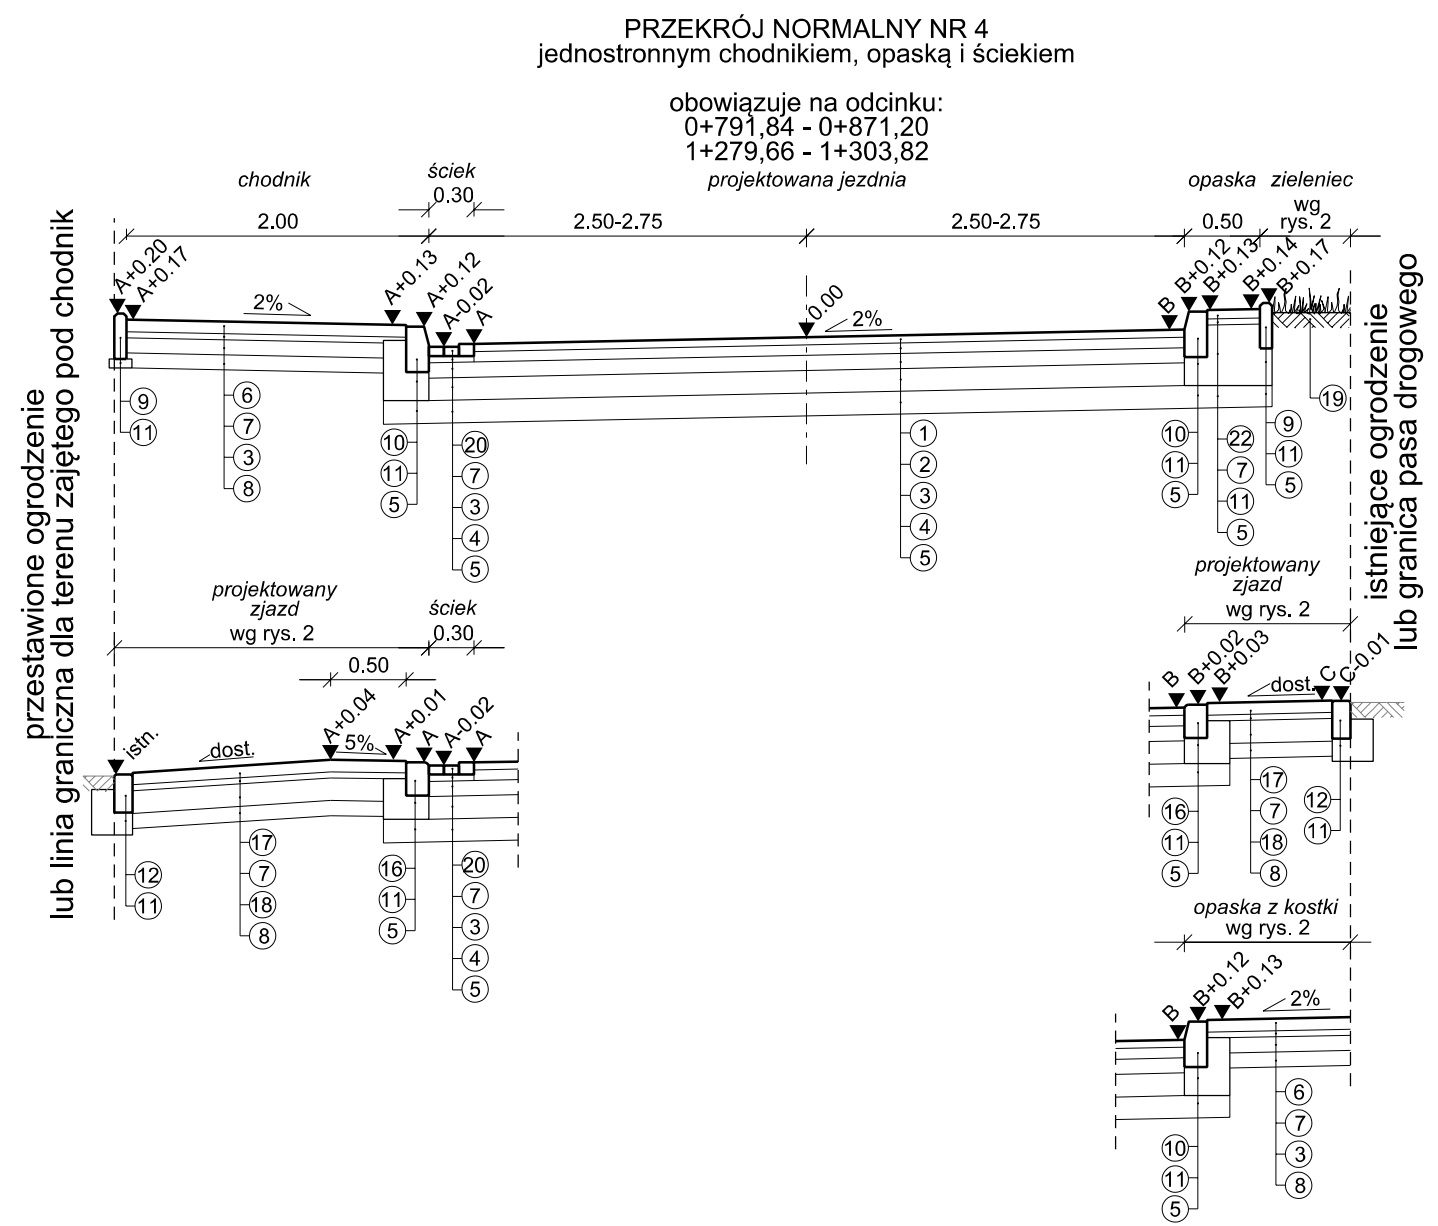 PRZEKRÓJ NORMALNY NR 4
jednostronnym chodnikiem, opaską i ściekiem
obowiązuje na odcinku:
0+791,84 - 0+871,20
1+279,66 - 1+303,82
chodnik
ściek
projektowana jezdnia
opaska
zieleniec
wg
rys. 2
2.00
0.30
2.50-2.75
2.50-2.75
0.50
A+0.20
A+0.17
2%
A+0.13
A+0.12
A-0.02
A
0.00
2%
B
B+0.12
B+0.13
B+0.14
B+0.17
przestawione ogrodzenie
lub linia graniczna dla terenu zajętego pod chodnik
istniejące ogrodzenie
lub granica pasa drogowego
9
11
6
7
3
8
10
11
5
20
7
3
4
5
1
2
3
4
5
10
11
5
22
7
11
5
9
11
5
19
projektowany
zjazd
wg rys. 2
ściek
0.30
0.50
istn.
dost.
A+0.04
5%
A+0.01
A
A-0.02
A
12
11
17
7
18
8
16
11
5
20
7
3
4
5
projektowany
zjazd
wg rys. 2
B
B+0.02
B+0.03
dost.
C
C-0.01
16
11
5
17
7
18
8
12
11
opaska z kostki
wg rys. 2
B
B+0.12
B+0.13
2%
10
11
5
6
7
3
8